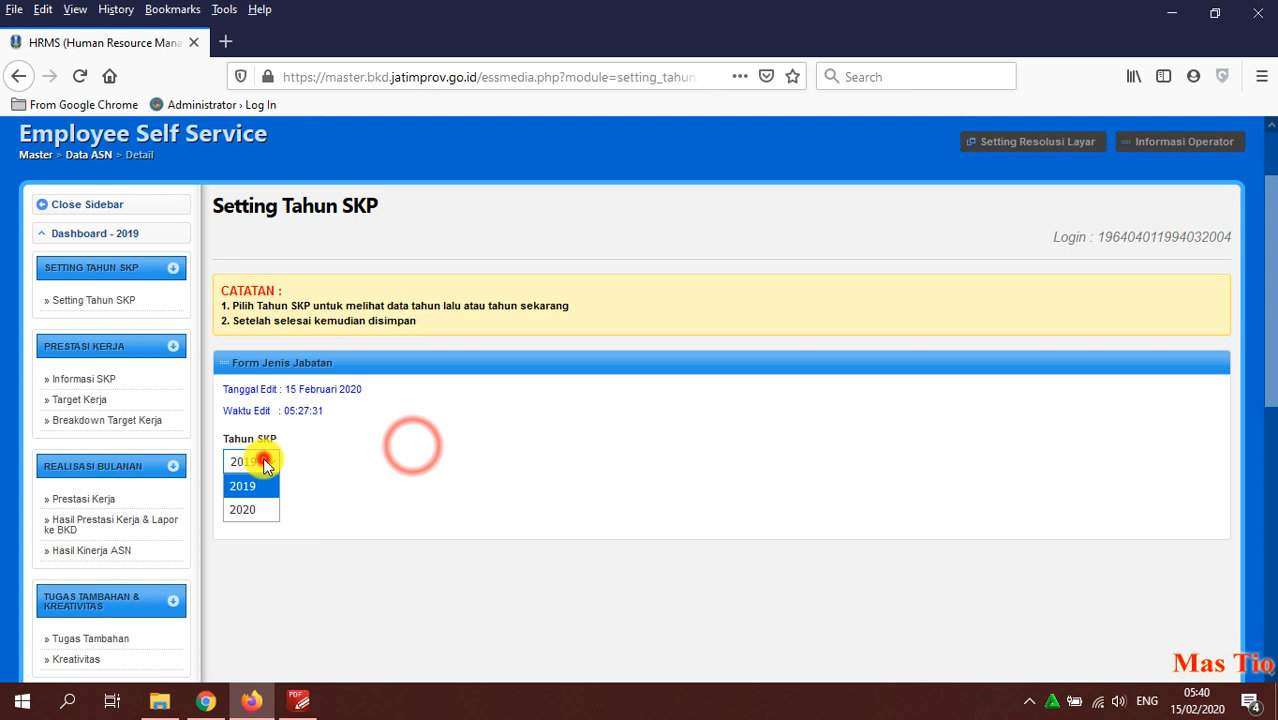 File Edit View History Bookmarks Tools Help
HRMS (Human Resource Mana
https://master.bkd.jatimprov.go.id/essmedia.php?module=setting_tahun
Search
From Google Chrome Administrator › Log In
Employee Self Service
Master > Data ASN > Detail
Setting Resolusi Layar
Informasi Operator
Close Sidebar
Dashboard - 2019
SETTING TAHUN SKP
» Setting Tahun SKP
PRESTASI KERJA
» Informasi SKP
» Target Kerja
» Breakdown Target Kerja
REALISASI BULANAN
» Prestasi Kerja
» Hasil Prestasi Kerja & Lapor
ke BKD
» Hasil Kinerja ASN
TUGAS TAMBAHAN &
KREATIVITAS
» Tugas Tambahan
» Kreativitas
Setting Tahun SKP
Login : 196404011994032004
CATATAN :
1. Pilih Tahun SKP untuk melihat data tahun lalu atau tahun sekarang
2. Setelah selesai kemudian disimpan
Form Jenis Jabatan
Tanggal Edit : 15 Februari 2020
Waktu Edit : 05:27:31
Tahun SKP
2019
2019
2020
Mas Tio
PDF
ENG
05:40
15/02/2020
4